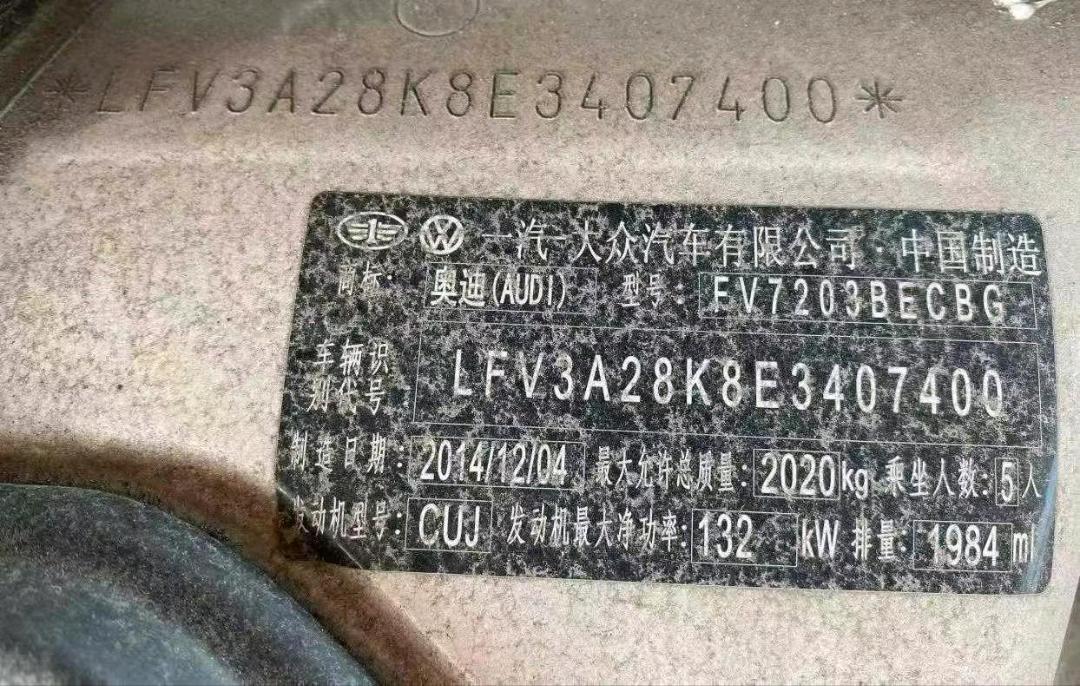 *LFV3A28K8E3407400*
一汽-大众汽车有限公司·中国制造
商标: 奥迪(AUDI) 型号: FV7203BECBG
车辆识
别代号 LFV3A28K8E3407400
制造日期: 2014/12/04 最大允许总质量: 2020kg 乘坐人数: 5人
发动机型号: CUJ 发动机最大净功率: 132 kW 排量: 1984 ml